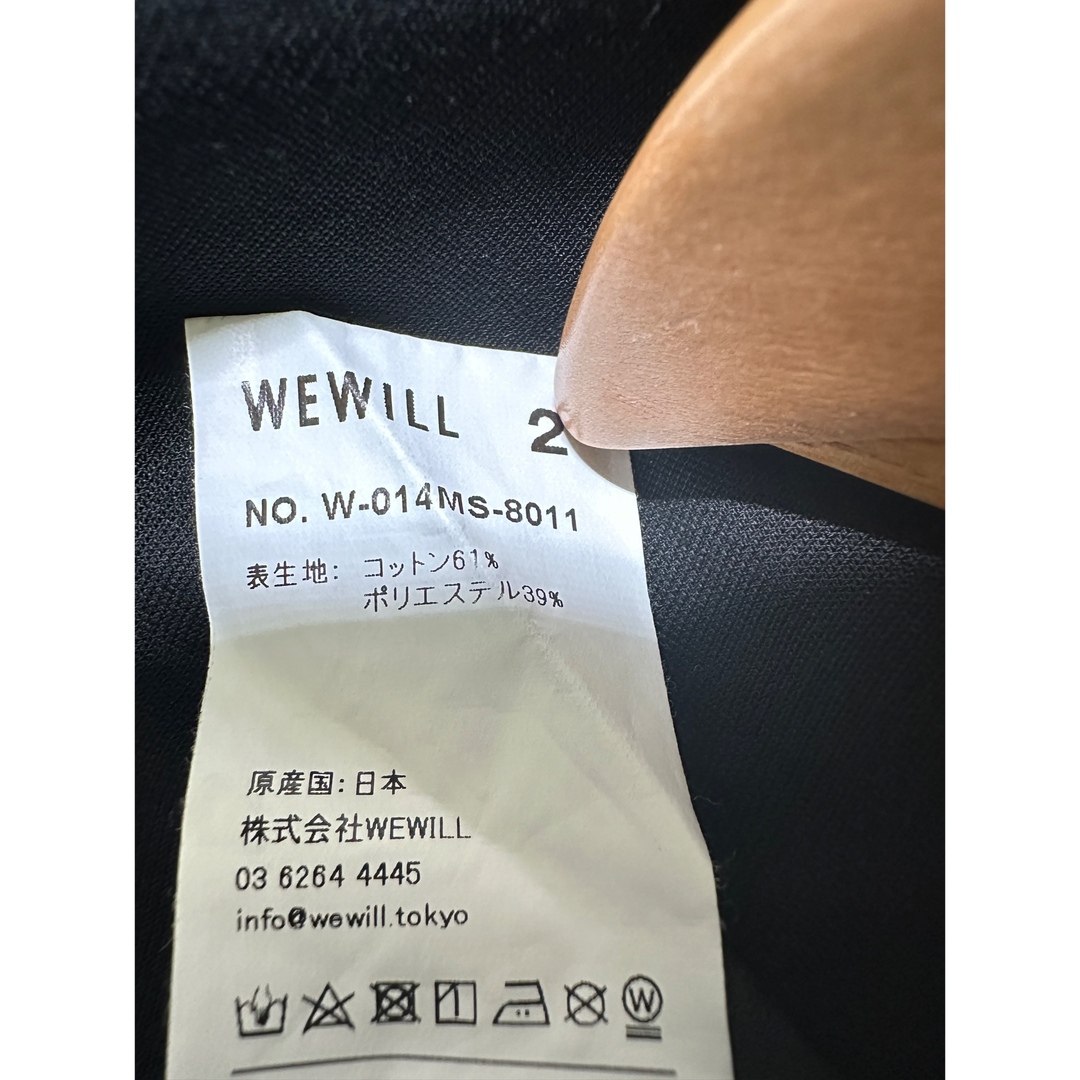 WEWILL 2
NO. W-014MS-8011
表生地: コットン61%
ポリエステル39%
原産国: 日本
株式会社WEWILL
03 6264 4445
info@wewill.tokyo
W